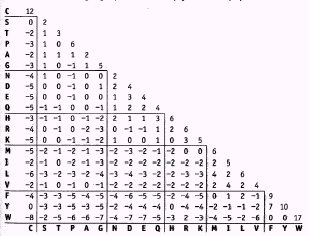 C 12
S 0 2
T -2 1 3
P -3 1 0 6
A -2 1 1 1 2
G -3 1 0 -1 1 5
N -4 1 0 -1 0 0 2
D -5 0 0 -1 0 1 2 4
E -5 0 0 -1 0 0 1 3 4
Q -5 -1 -1 0 0 -1 1 2 2 4
H -3 -1 -1 0 -1 -2 2 1 1 3 6
R -4 0 -1 0 -2 -3 0 -1 -1 1 2 6
K -5 0 0 -1 -1 -2 1 0 0 1 0 3 5
M -5 -2 -1 -2 -1 -3 -2 -3 -2 -1 -2 0 0 6
I -2 -1 0 -2 -1 -3 -2 -2 -2 -2 -2 -2 -2 2 5
L -6 -3 -2 -3 -2 -4 -3 -4 -3 -2 -2 -3 -3 4 2 6
V -2 -1 0 -1 0 -1 -2 -2 -2 -2 -2 -2 -2 2 4 2 4
F -4 -3 -3 -5 -4 -5 -4 -6 -5 -5 -2 -4 -5 0 1 2 -1 9
Y 0 -3 -3 -5 -3 -5 -2 -4 -4 -4 0 -4 -4 -2 -1 -1 -2 7 10
W -8 -2 -5 -6 -6 -7 -4 -7 -7 -5 -3 2 -3 -4 -5 -2 -6 0 0 17
C S T P A G N D E Q H R K M I L V F Y W